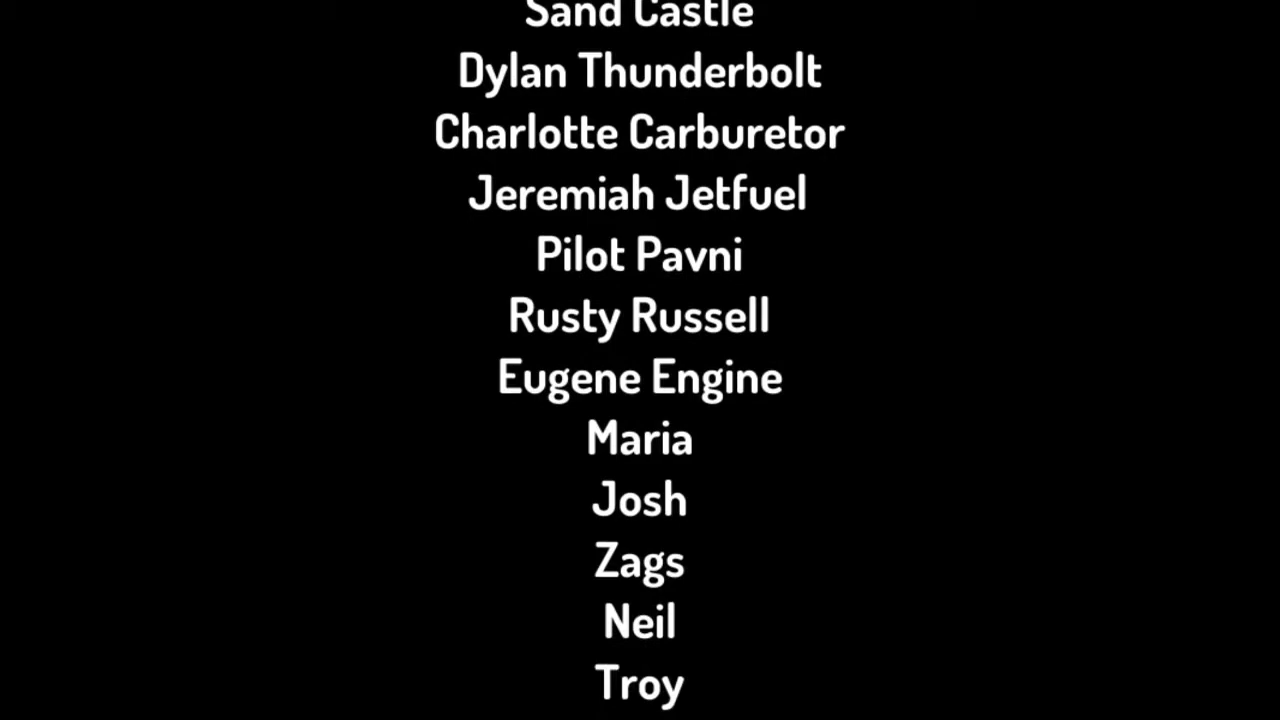 Sand Castle
Dylan Thunderbolt
Charlotte Carburetor
Jeremiah Jetfuel
Pilot Pavni
Rusty Russell
Eugene Engine
Maria
Josh
Zags
Neil
Troy